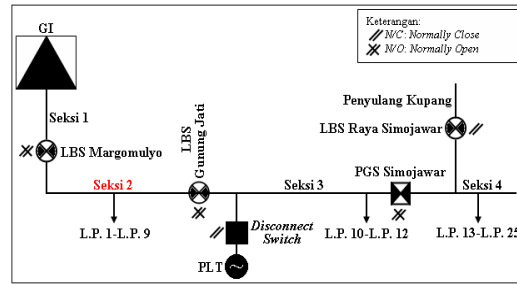 GI
Keterangan:
N/C: Normally Close
N/O: Normally Open
Seksi 1
Penyulang Kupang
LBS Margomulyo
LBS
Gunung Jati
LBS Raya Simojawar
PGS Simojawar
Seksi 2
Seksi 3
Seksi 4
Disconnect
Switch
L.P. 1-L.P. 9
L.P. 10-L.P. 12
L.P. 13-L.P. 25
PLT